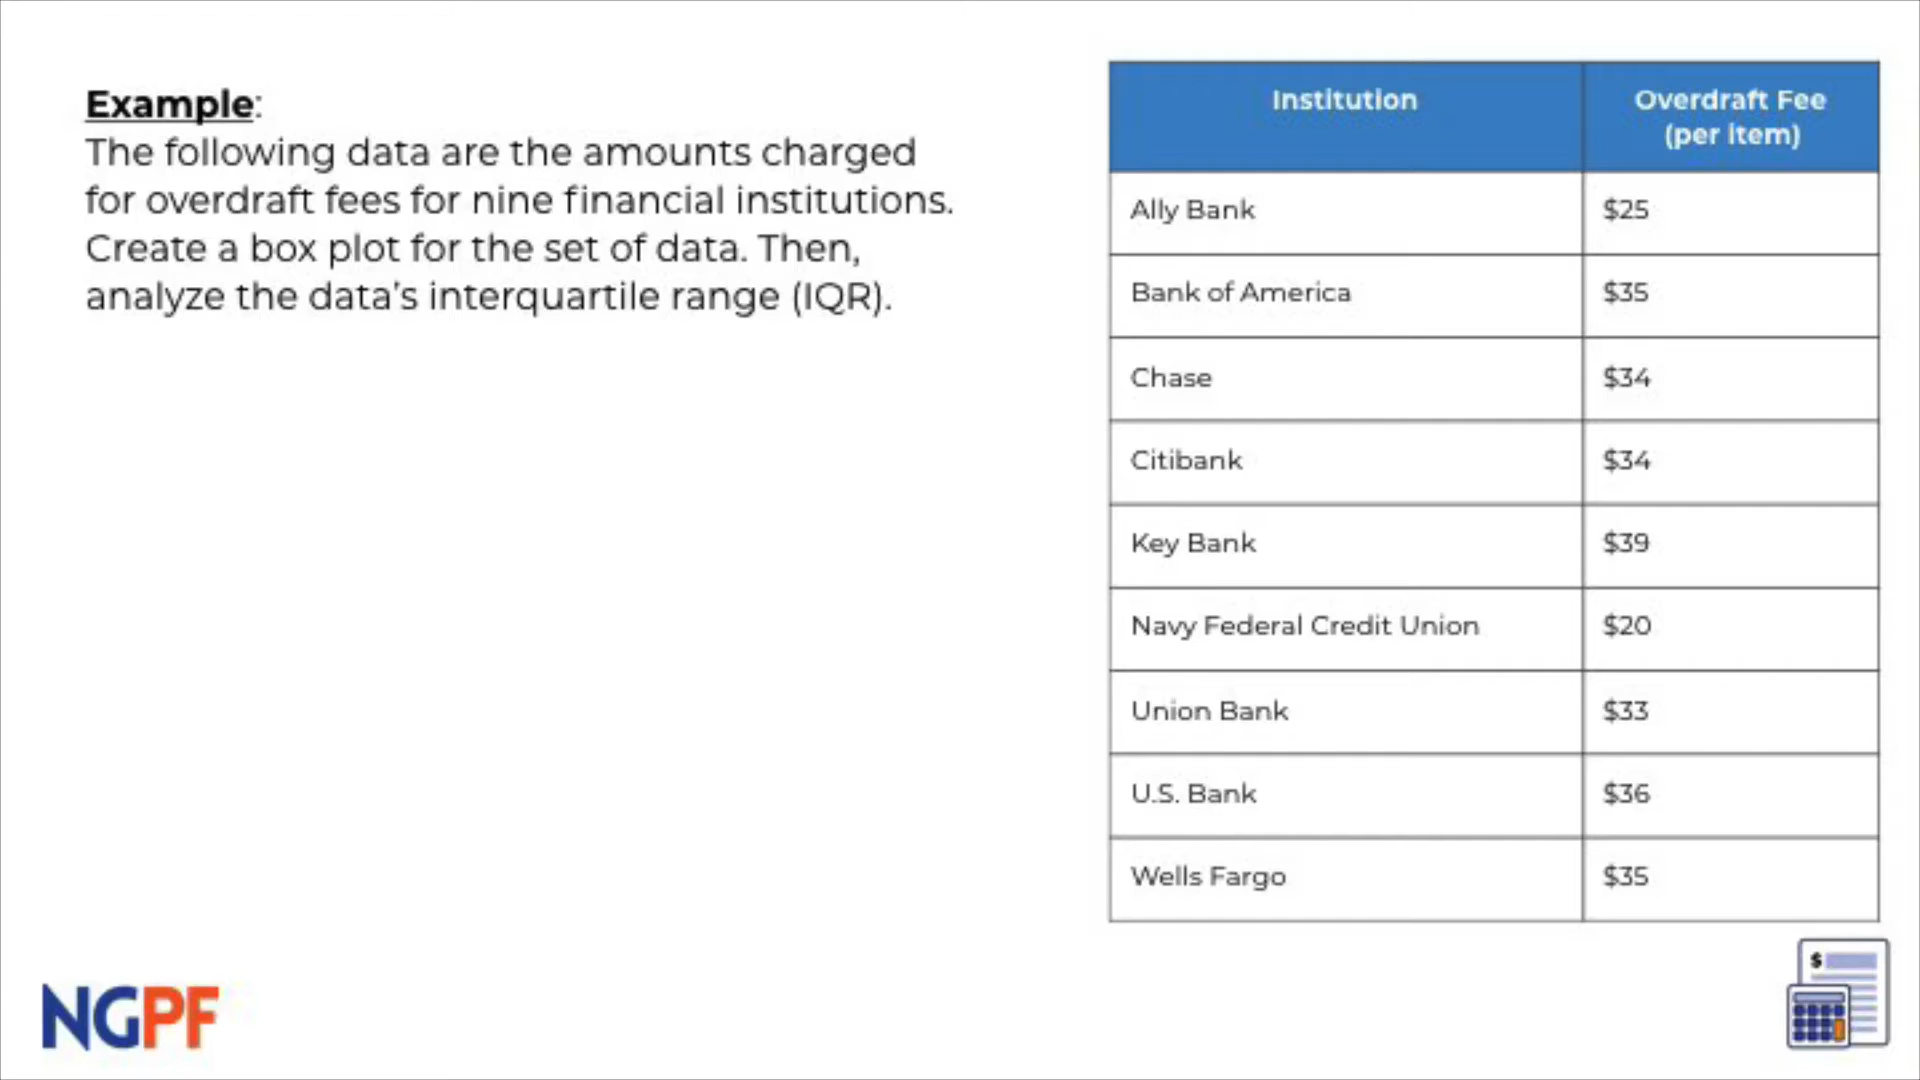 Example:
The following data are the amounts charged
for overdraft fees for nine financial institutions.
Create a box plot for the set of data. Then,
analyze the data’s interquartile range (IQR).
Institution Overdraft Fee
(per item)
Ally Bank $25
Bank of America $35
Chase $34
Citibank $34
Key Bank $39
Navy Federal Credit Union $20
Union Bank $33
U.S. Bank $36
Wells Fargo $35
NGPF
$